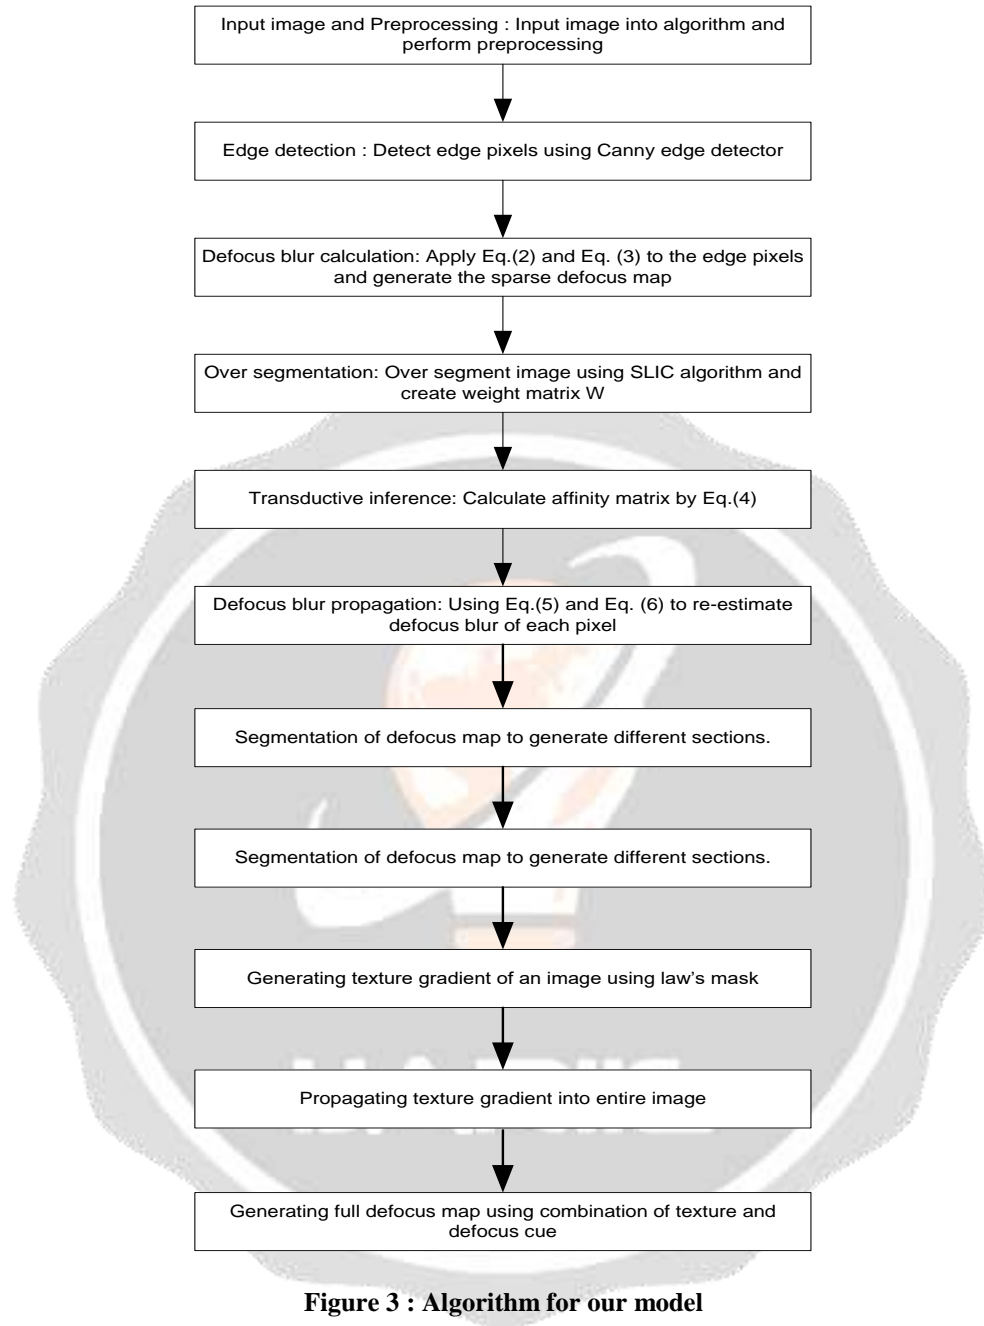 Input image and Preprocessing : Input image into algorithm and
perform preprocessing
Edge detection : Detect edge pixels using Canny edge detector
Defocus blur calculation: Apply Eq.(2) and Eq. (3) to the edge pixels
and generate the sparse defocus map
Over segmentation: Over segment image using SLIC algorithm and
create weight matrix W
Transductive inference: Calculate affinity matrix by Eq.(4)
Defocus blur propagation: Using Eq.(5) and Eq. (6) to re-estimate
defocus blur of each pixel
Segmentation of defocus map to generate different sections.
Segmentation of defocus map to generate different sections.
Generating texture gradient of an image using law's mask
Propagating texture gradient into entire image
Generating full defocus map using combination of texture and
defocus cue
Figure 3 : Algorithm for our model